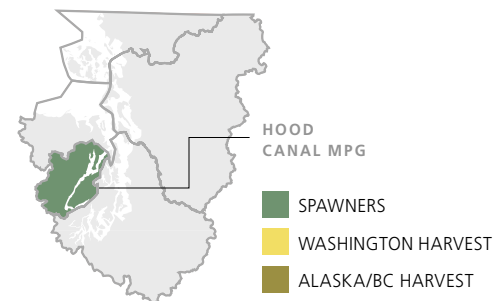 HOOD
CANAL MPG
SPAWNERS
WASHINGTON HARVEST
ALASKA/BC HARVEST